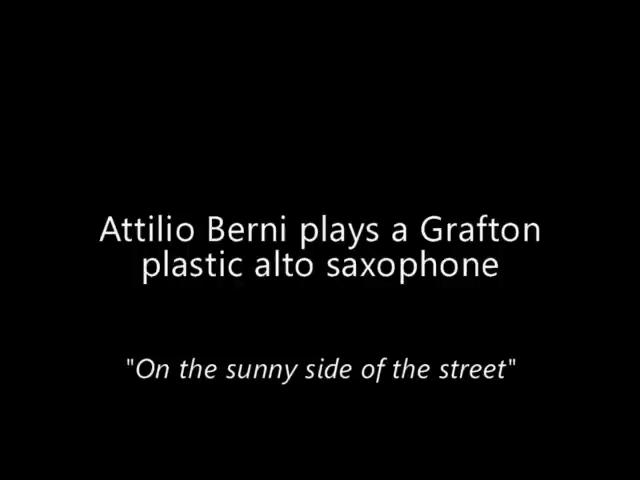 Attilio Berni plays a Grafton
plastic alto saxophone
"On the sunny side of the street"